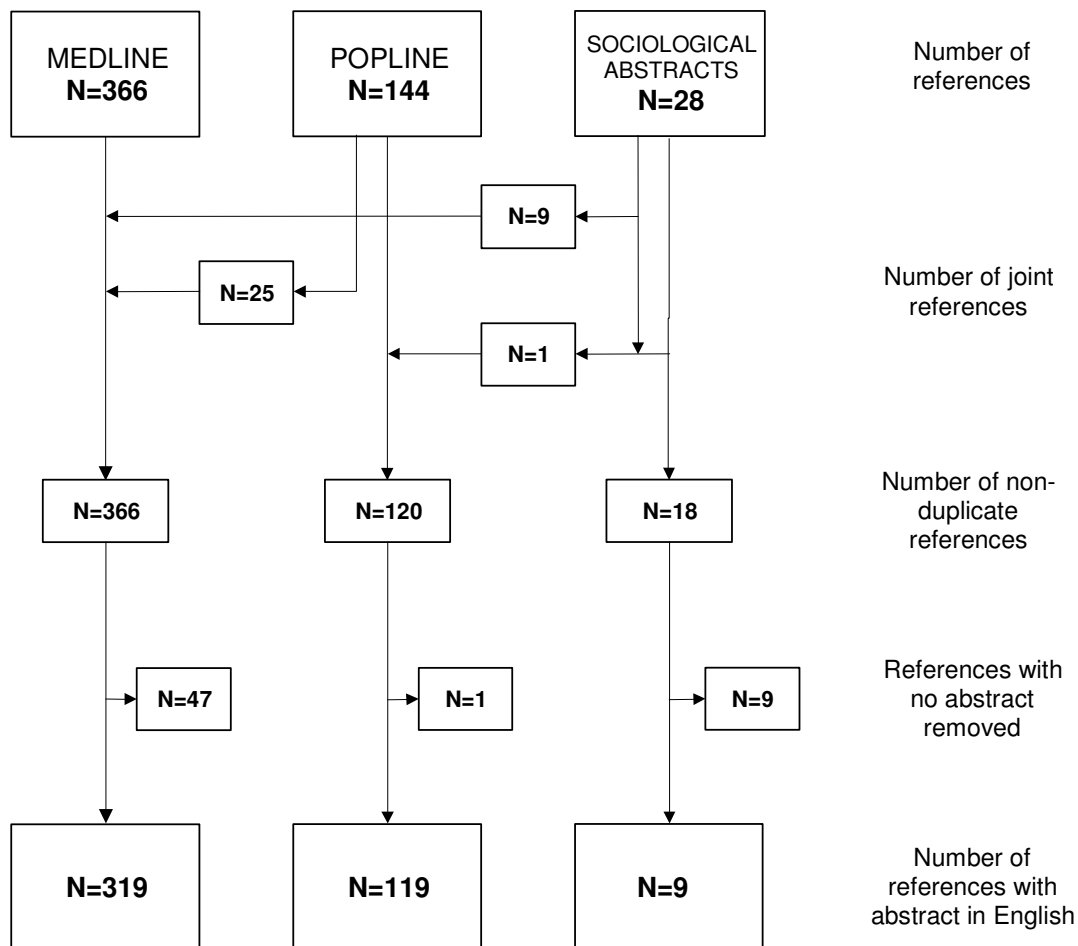 MEDLINE
N=366
POPLINE
N=144
SOCIOLOGICAL
ABSTRACTS
N=28
Number of
references
N=9
N=25
N=1
Number of joint
references
N=366
N=120
N=18
Number of non-
duplicate
references
N=47
N=1
N=9
References with
no abstract
removed
N=319
N=119
N=9
Number of
references with
abstract in English